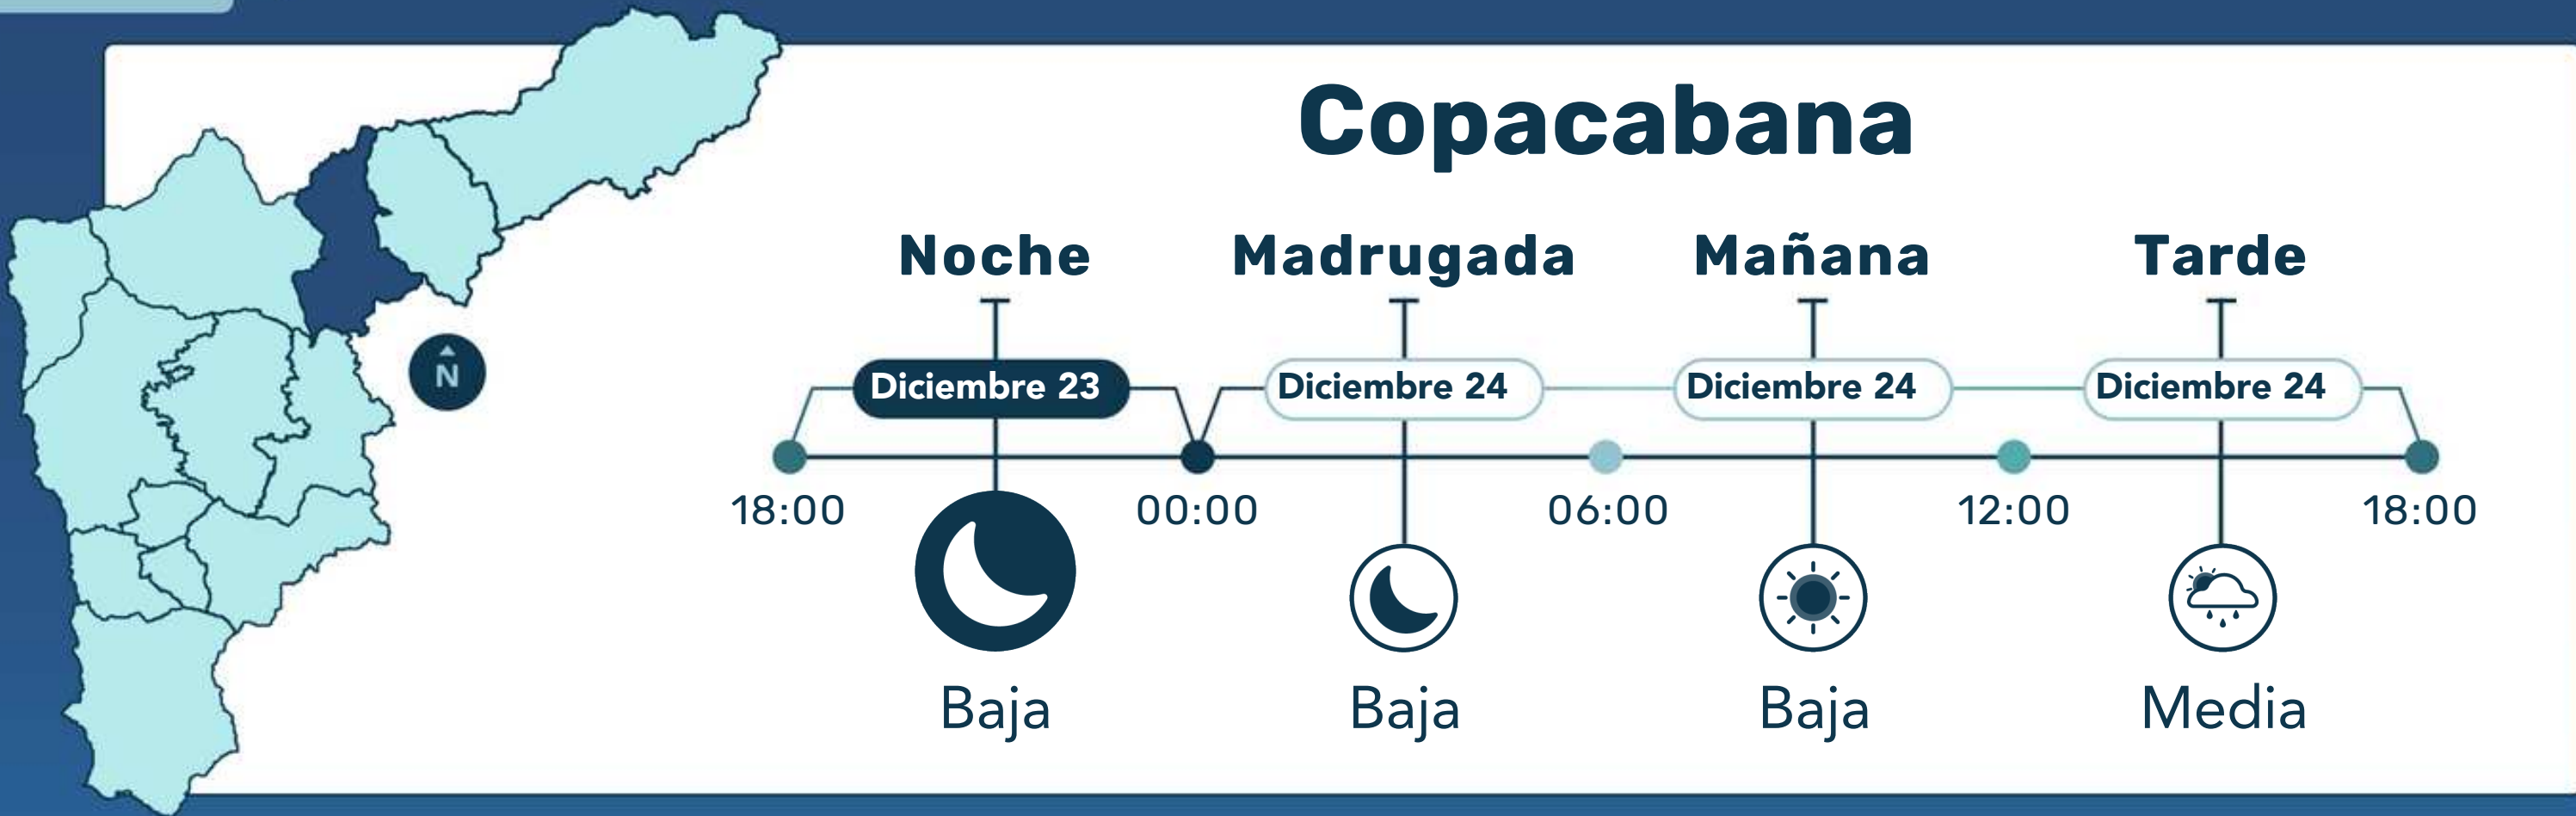 Copacabana
Noche Madrugada Mañana Tarde
N
Diciembre 23 Diciembre 24 Diciembre 24 Diciembre 24
18:00 00:00 06:00 12:00 18:00
Baja Baja Baja Media